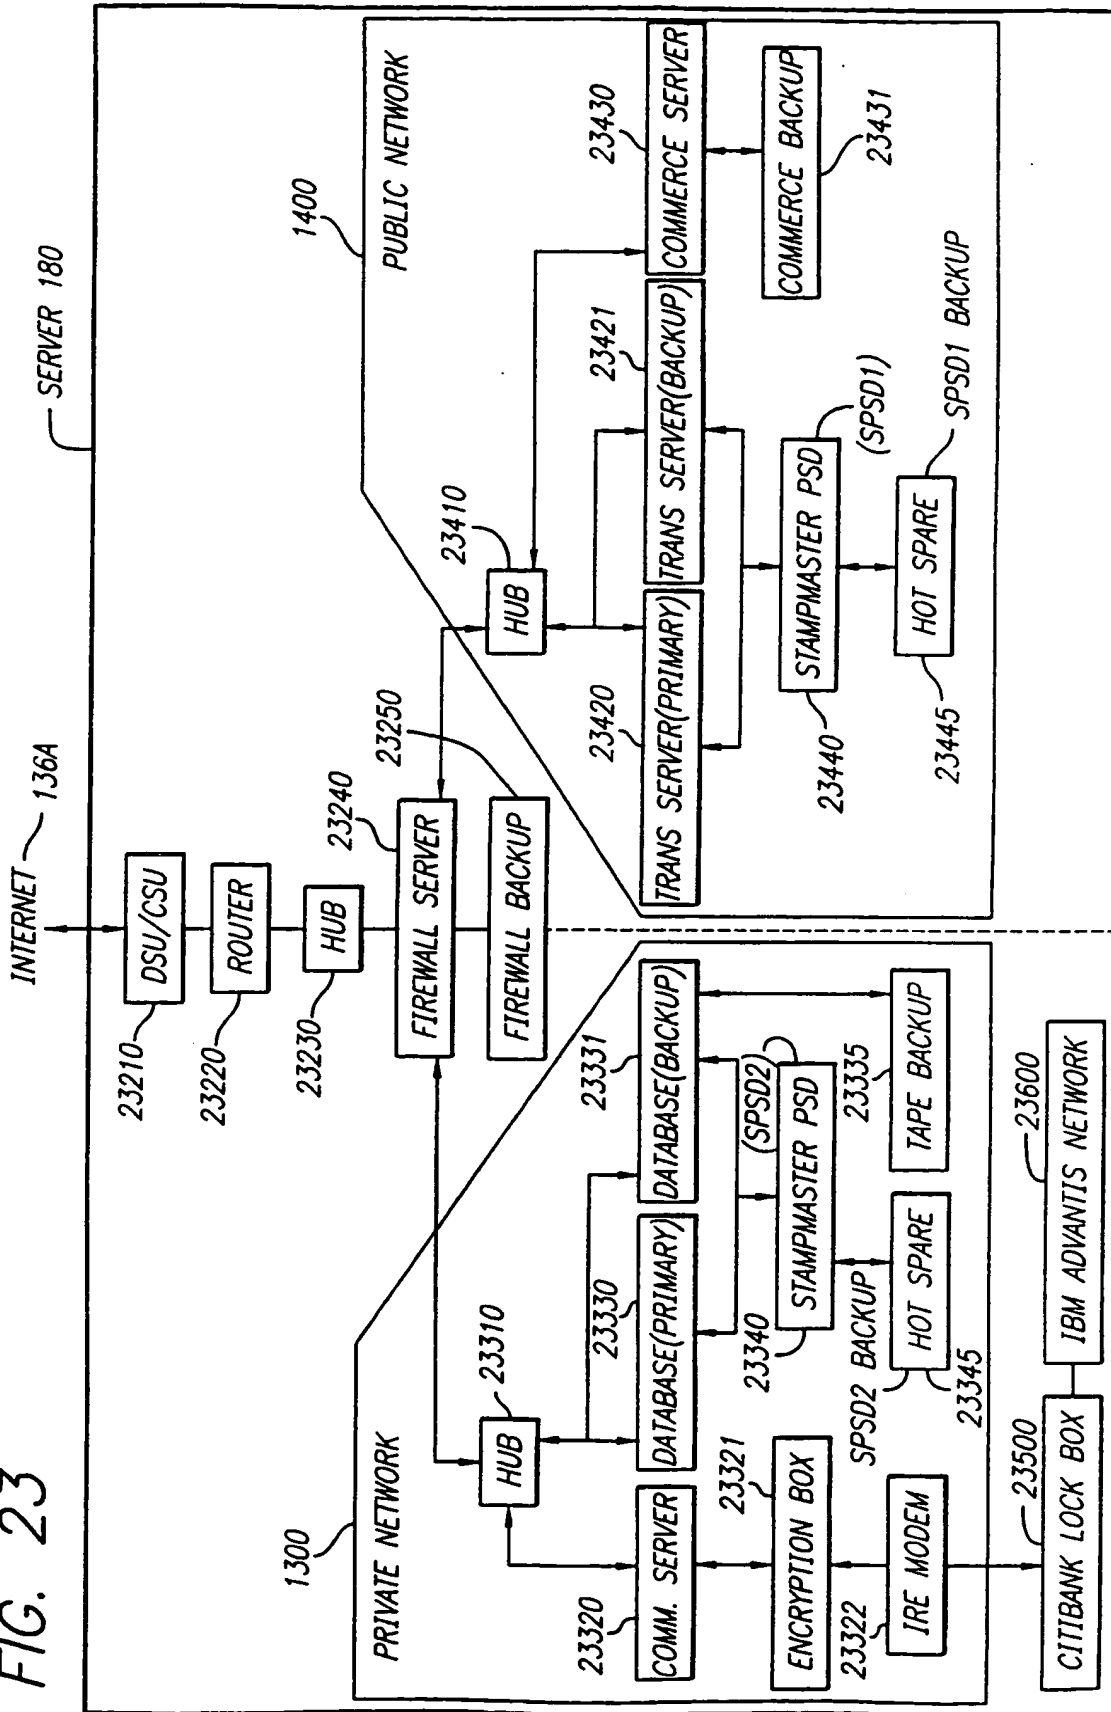 FIG. 23
INTERNET
136A
SERVER 180
DSU/CSU
23210
ROUTER
23220
HUB
23230
FIREWALL SERVER
23240
FIREWALL BACKUP
23250
1300
PRIVATE NETWORK
HUB
23310
COMM. SERVER
23320
DATABASE(PRIMARY)
23330
DATABASE(BACKUP)
23331
ENCRYPTION BOX
23321
STAMPMASTER PSD
23340
(SPSD2)
IRE MODEM
23322
SPSD2 BACKUP
HOT SPARE
23345
TAPE BACKUP
23335
CITIBANK LOCK BOX
23500
IBM ADVANTIS NETWORK
23600
1400
PUBLIC NETWORK
HUB
23410
TRANS SERVER(PRIMARY)
23420
TRANS SERVER(BACKUP)
23421
COMMERCE SERVER
23430
COMMERCE BACKUP
23431
STAMPMASTER PSD
23440
(SPSD1)
HOT SPARE
23445
SPSD1 BACKUP